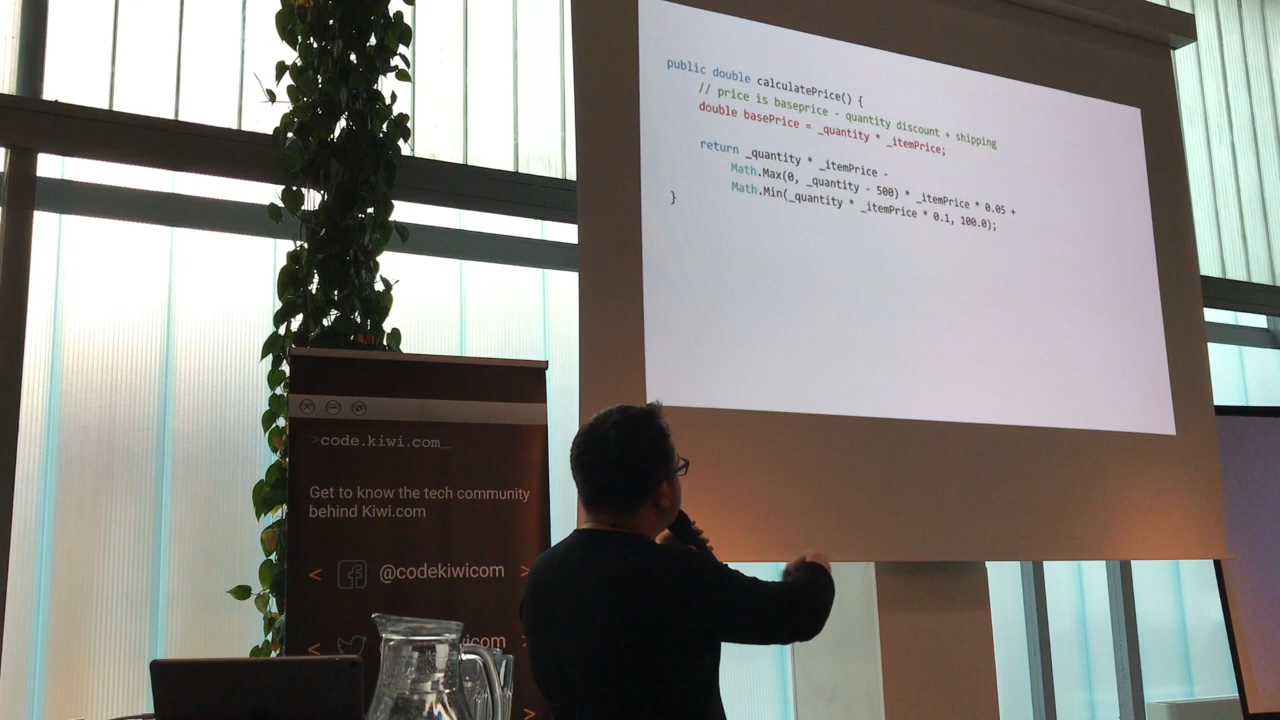 public double calculatePrice() {
// price is baseprice - quantity discount + shipping
double basePrice = _quantity * _itemPrice;
return _quantity * _itemPrice -
Math.Max(0, _quantity - 500) * _itemPrice * 0.05 +
Math.Min(_quantity * _itemPrice * 0.1, 100.0);
}
>code.kiwi.com_
Get to know the tech community
behind Kiwi.com
< @codekiwicom >
< >
>